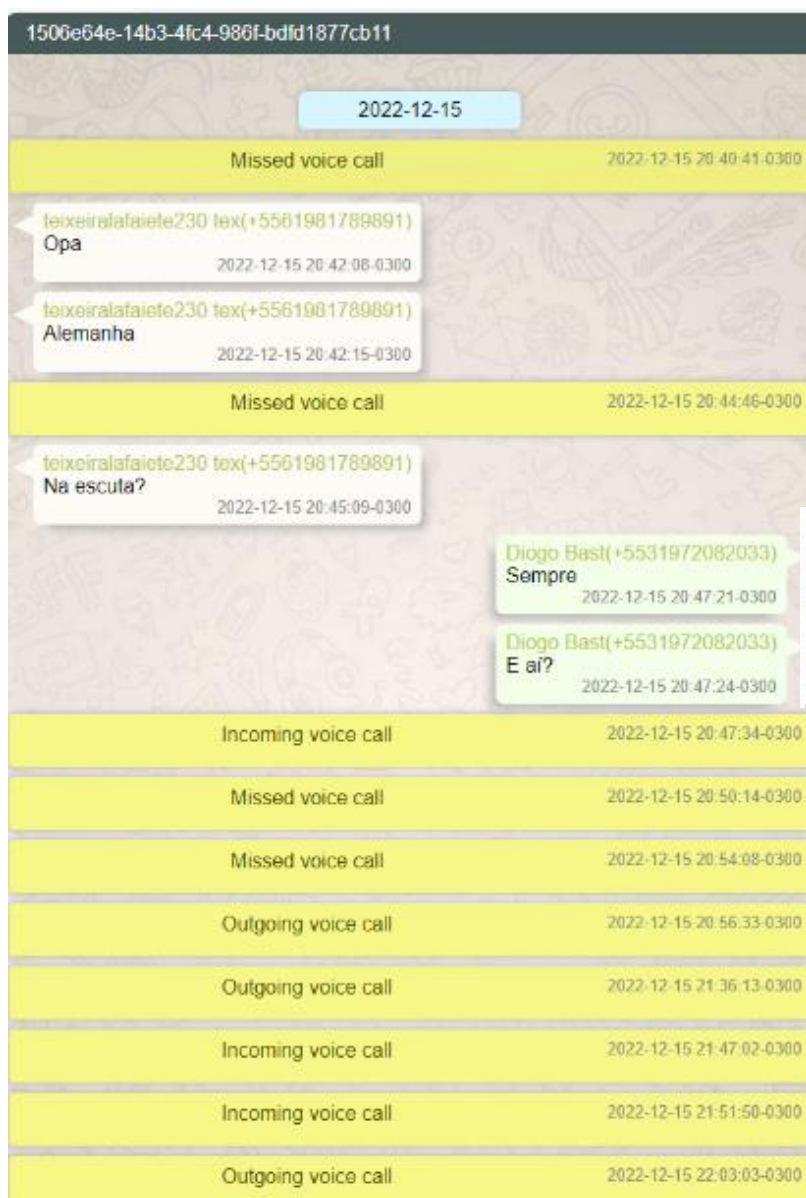 1506e64e-14b3-4fc4-986f-bdfd1877cb11
2022-12-15
Missed voice call 2022-12-15 20:40:41-0300
teixeiralafaiete230 tex(+5561981789891)
Opa
2022-12-15 20:42:08-0300
teixeiralafaiete230 tex(+5561981789891)
Alemanha
2022-12-15 20:42:15-0300
Missed voice call 2022-12-15 20:44:46-0300
teixeiralafaiete230 tex(+5561981789891)
Na escuta?
2022-12-15 20:45:09-0300
Diogo Bast(+5531972082033)
Sempre
2022-12-15 20:47:21-0300
Diogo Bast(+5531972082033)
E aí?
2022-12-15 20:47:24-0300
Incoming voice call 2022-12-15 20:47:34-0300
Missed voice call 2022-12-15 20:50:14-0300
Missed voice call 2022-12-15 20:54:08-0300
Outgoing voice call 2022-12-15 20:56:33-0300
Outgoing voice call 2022-12-15 21:36:13-0300
Incoming voice call 2022-12-15 21:47:02-0300
Incoming voice call 2022-12-15 21:51:50-0300
Outgoing voice call 2022-12-15 22:03:03-0300